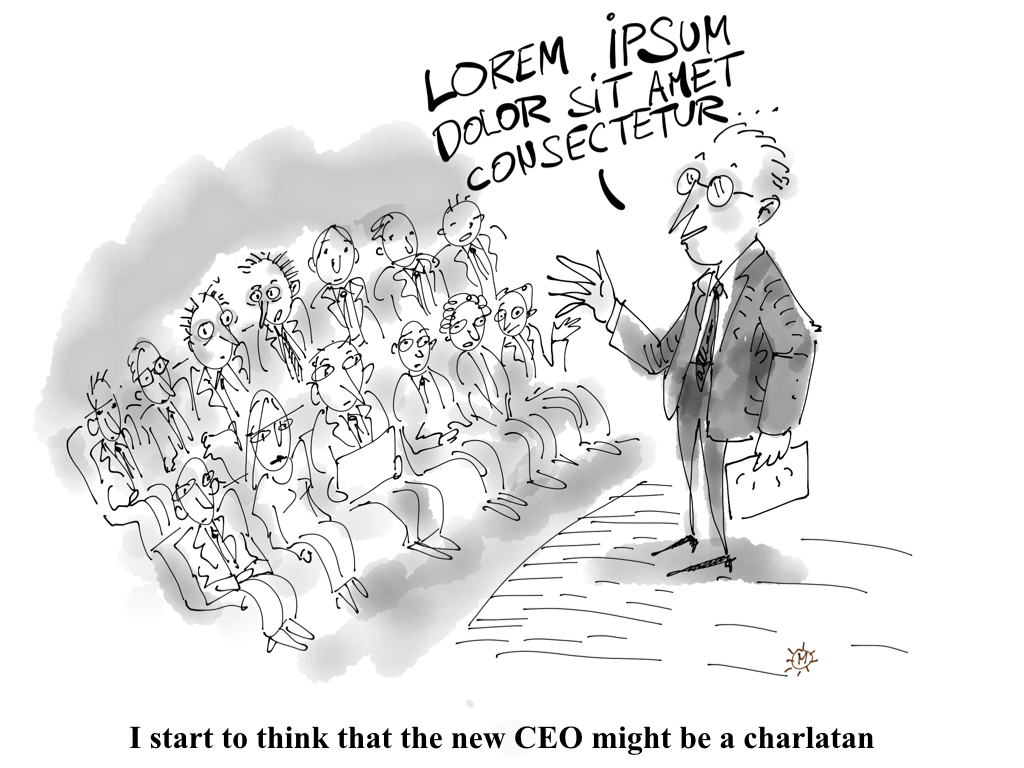 LOREM iPSUM
DOLOR SiT AMET
CONSECTETUR...
M
I start to think that the new CEO might be a charlatan